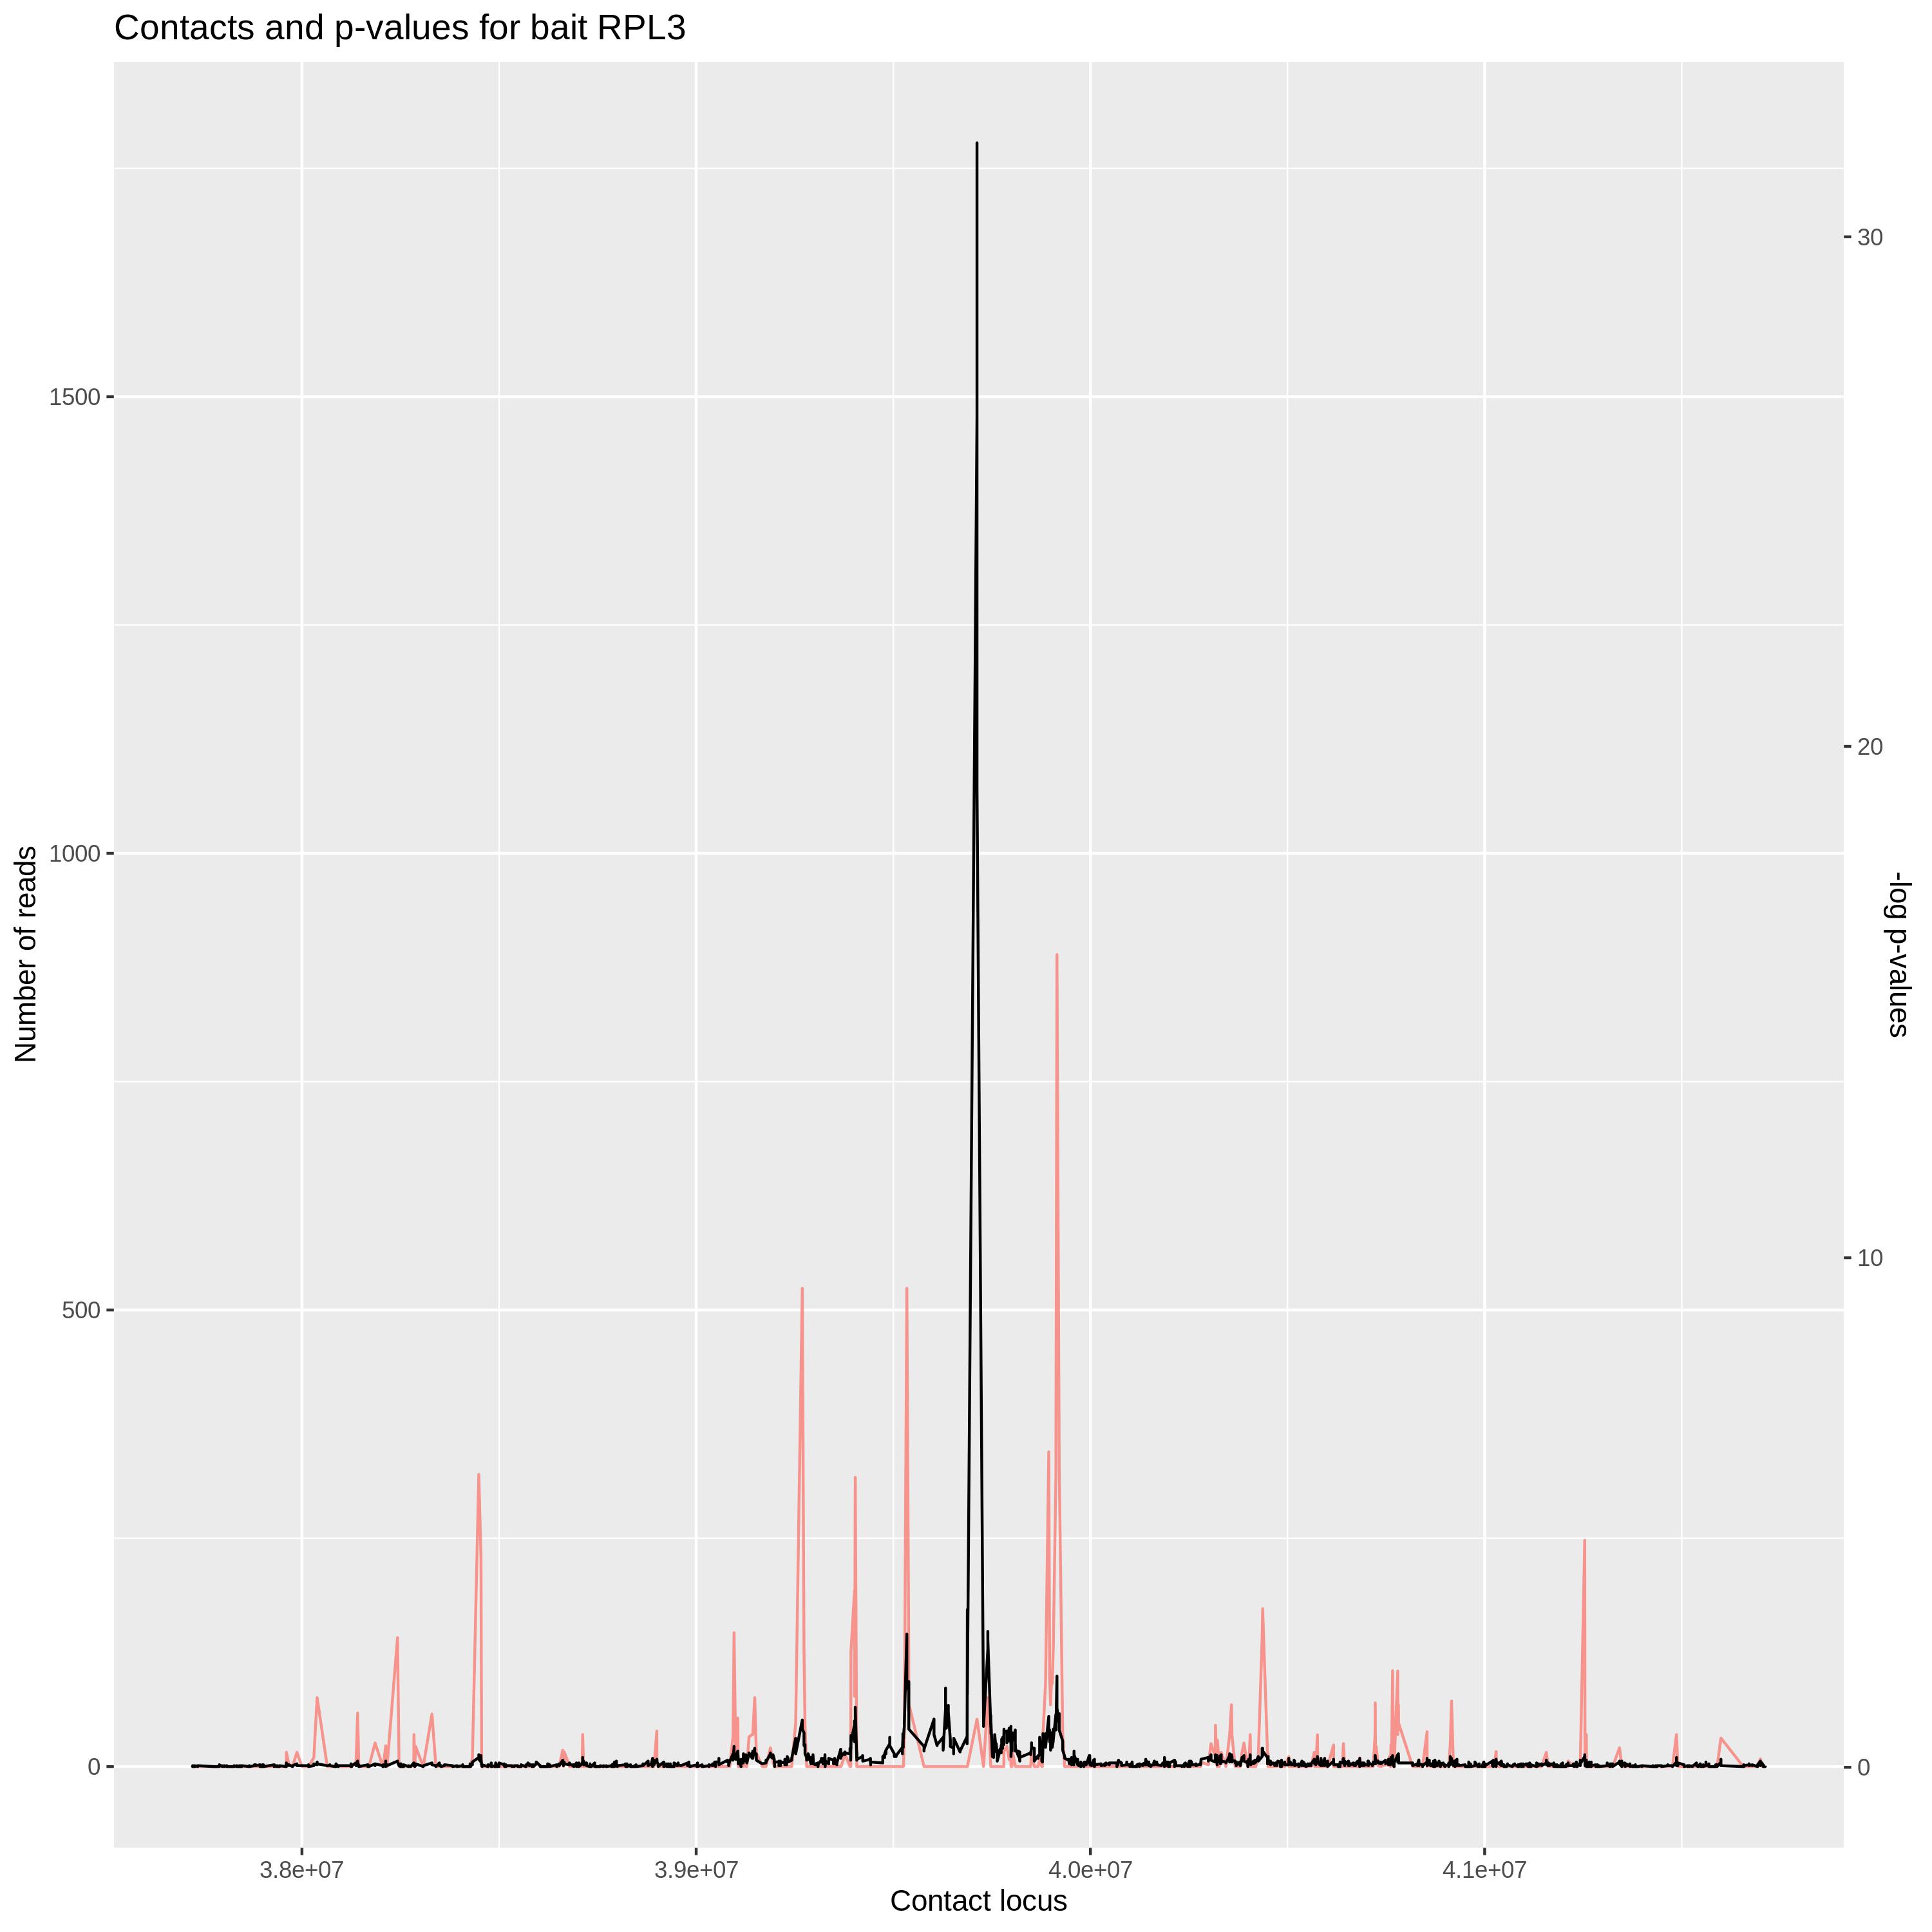 Contacts and p-values for bait RPL3
Number of reads
1500
1000
500
0
30
20
10
0
-log p-values
3.8e+07
3.9e+07
4.0e+07
4.1e+07
Contact locus